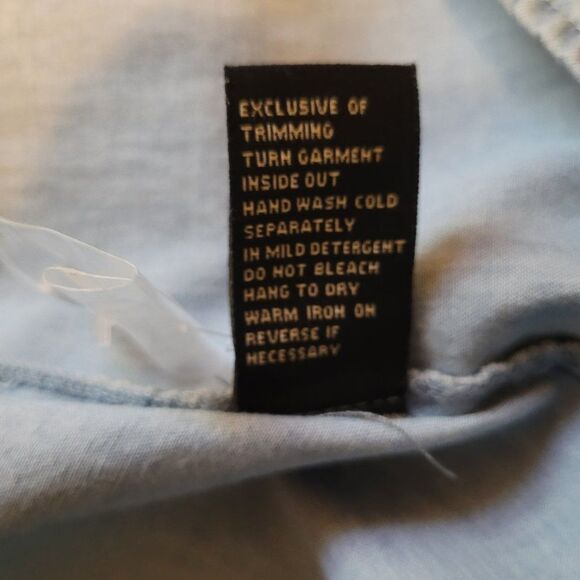 EXCLUSIVE OF
TRIMMING
TURN GARMENT
INSIDE OUT
HAND WASH COLD
SEPARATELY
IN MILD DETERGENT
DO NOT BLEACH
HANG TO DRY
WARM IRON ON
REVERSE IF
NECESSARY